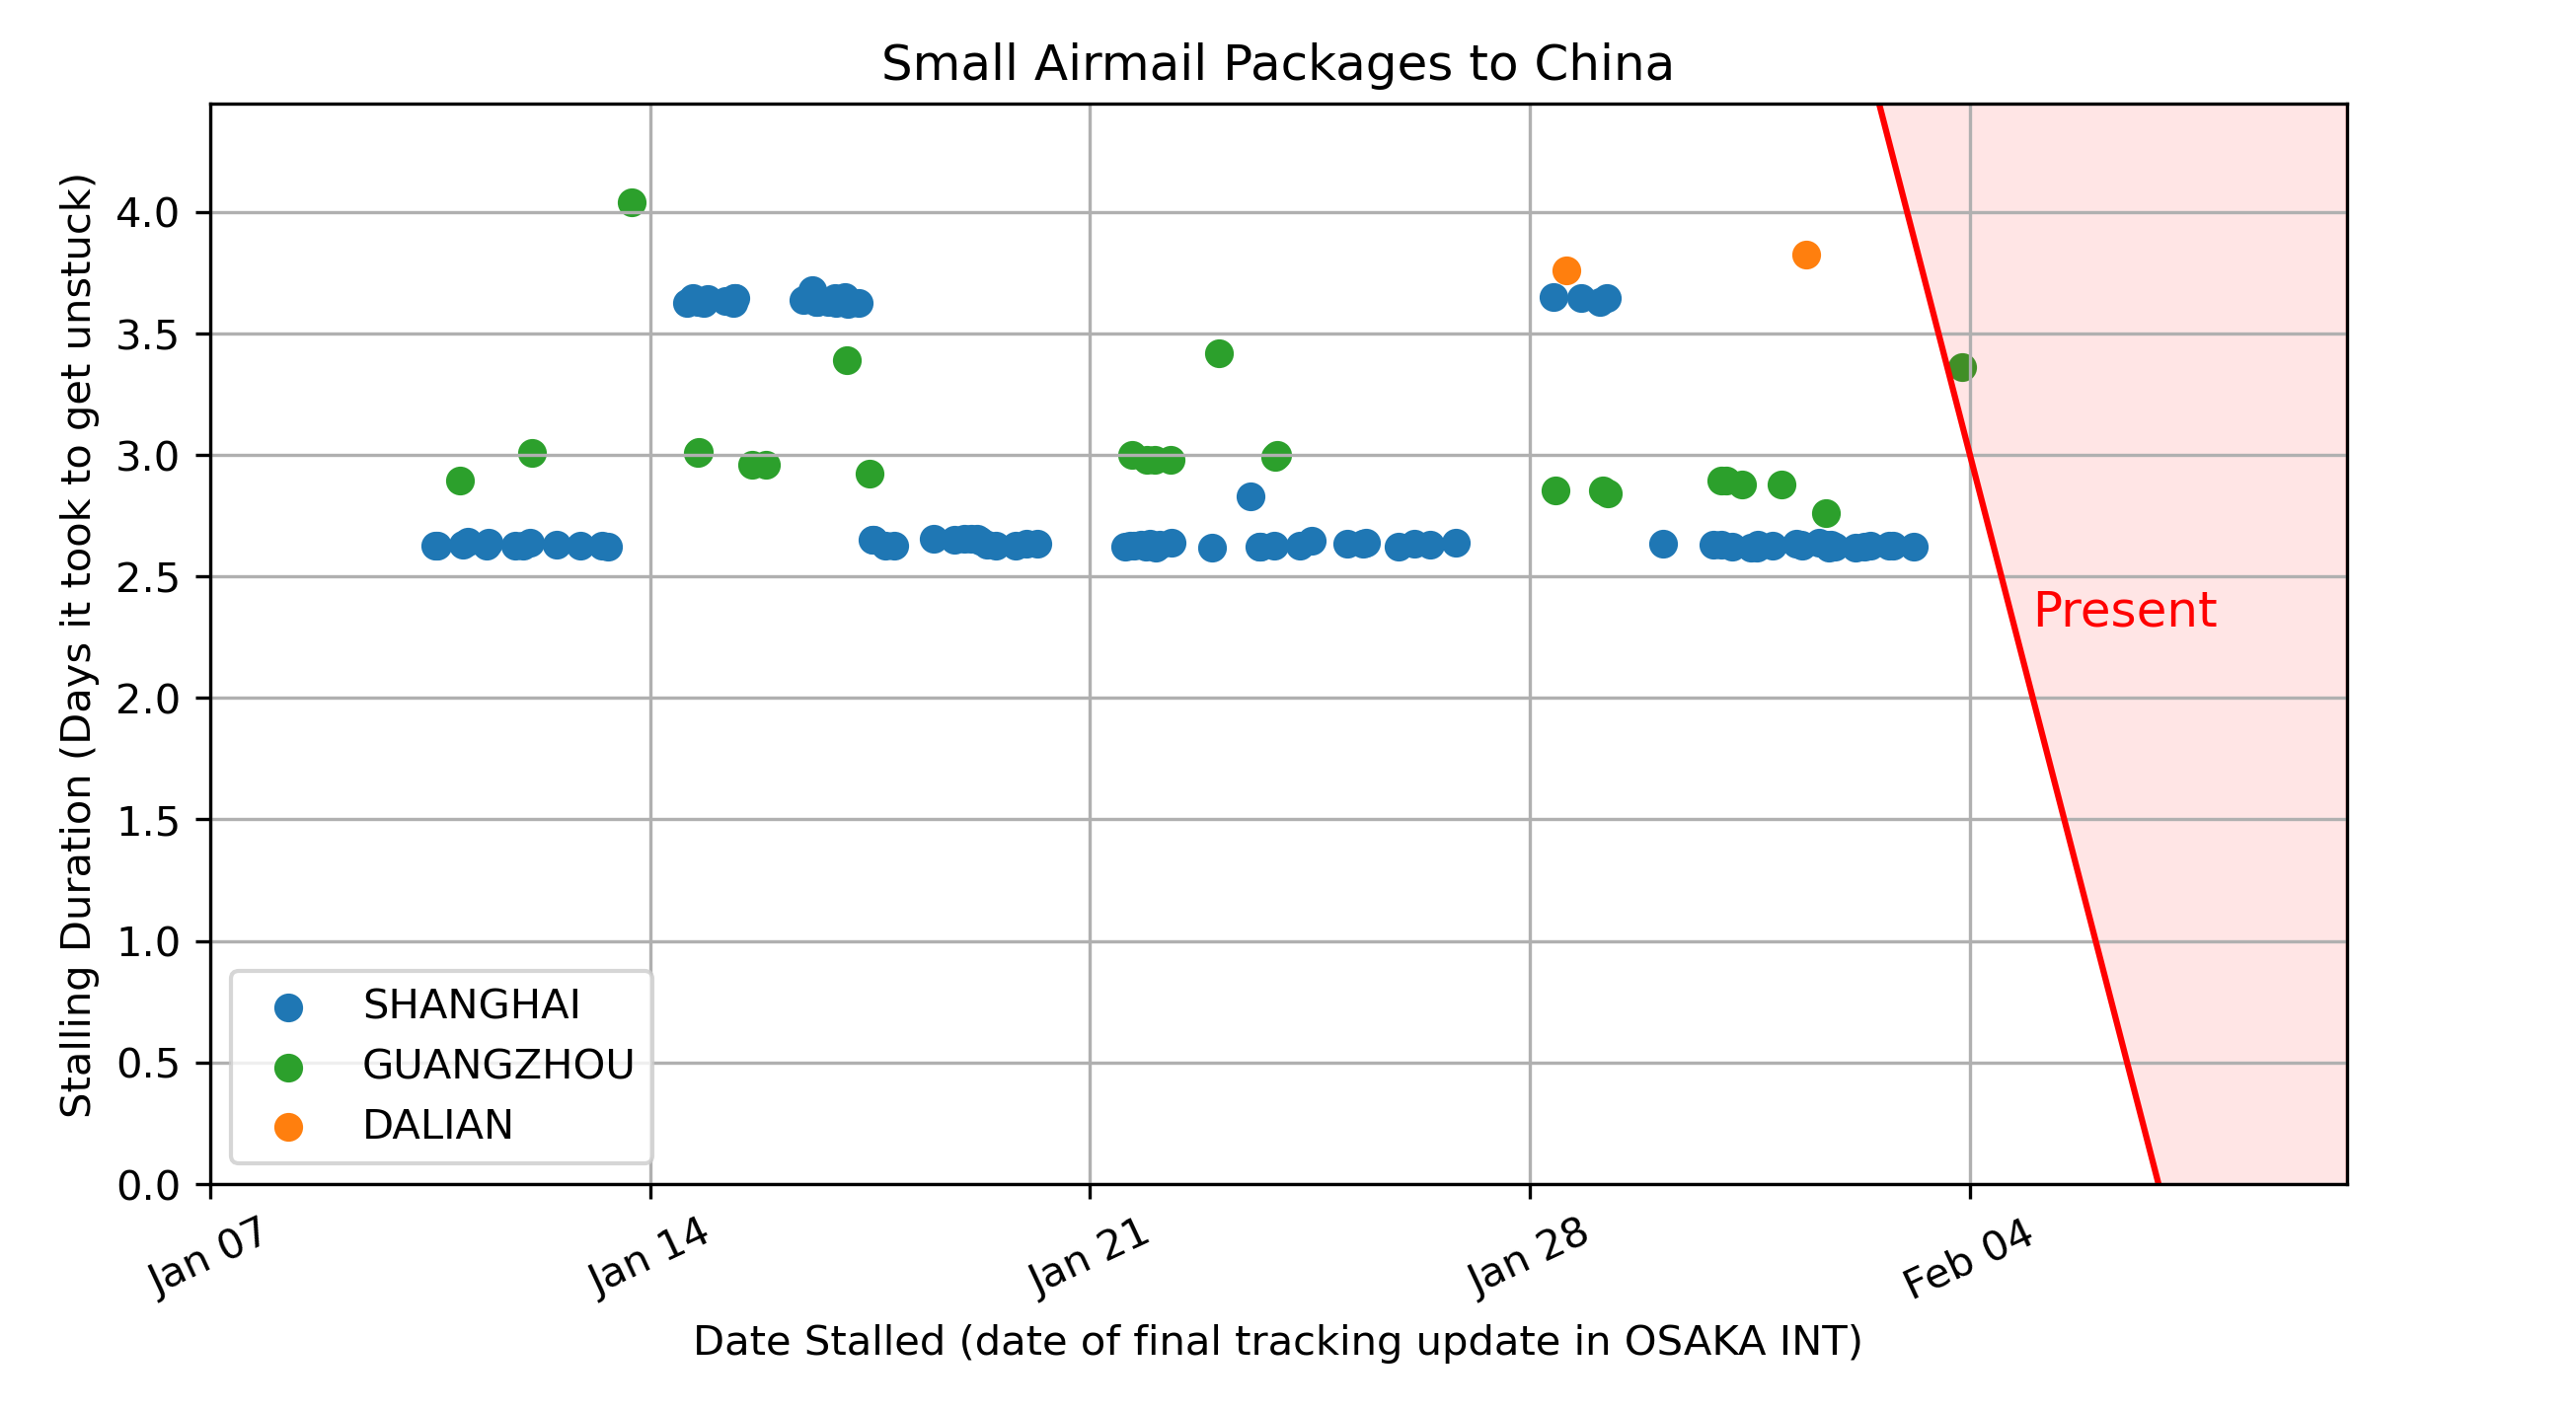 Small Airmail Packages to China
Stalling Duration (Days it took to get unstuck)
4.0
3.5
3.0
2.5
2.0
1.5
1.0
0.5
0.0
Present
SHANGHAI
GUANGZHOU
DALIAN
Jan 07
Jan 14
Jan 21
Jan 28
Feb 04
Date Stalled (date of final tracking update in OSAKA INT)